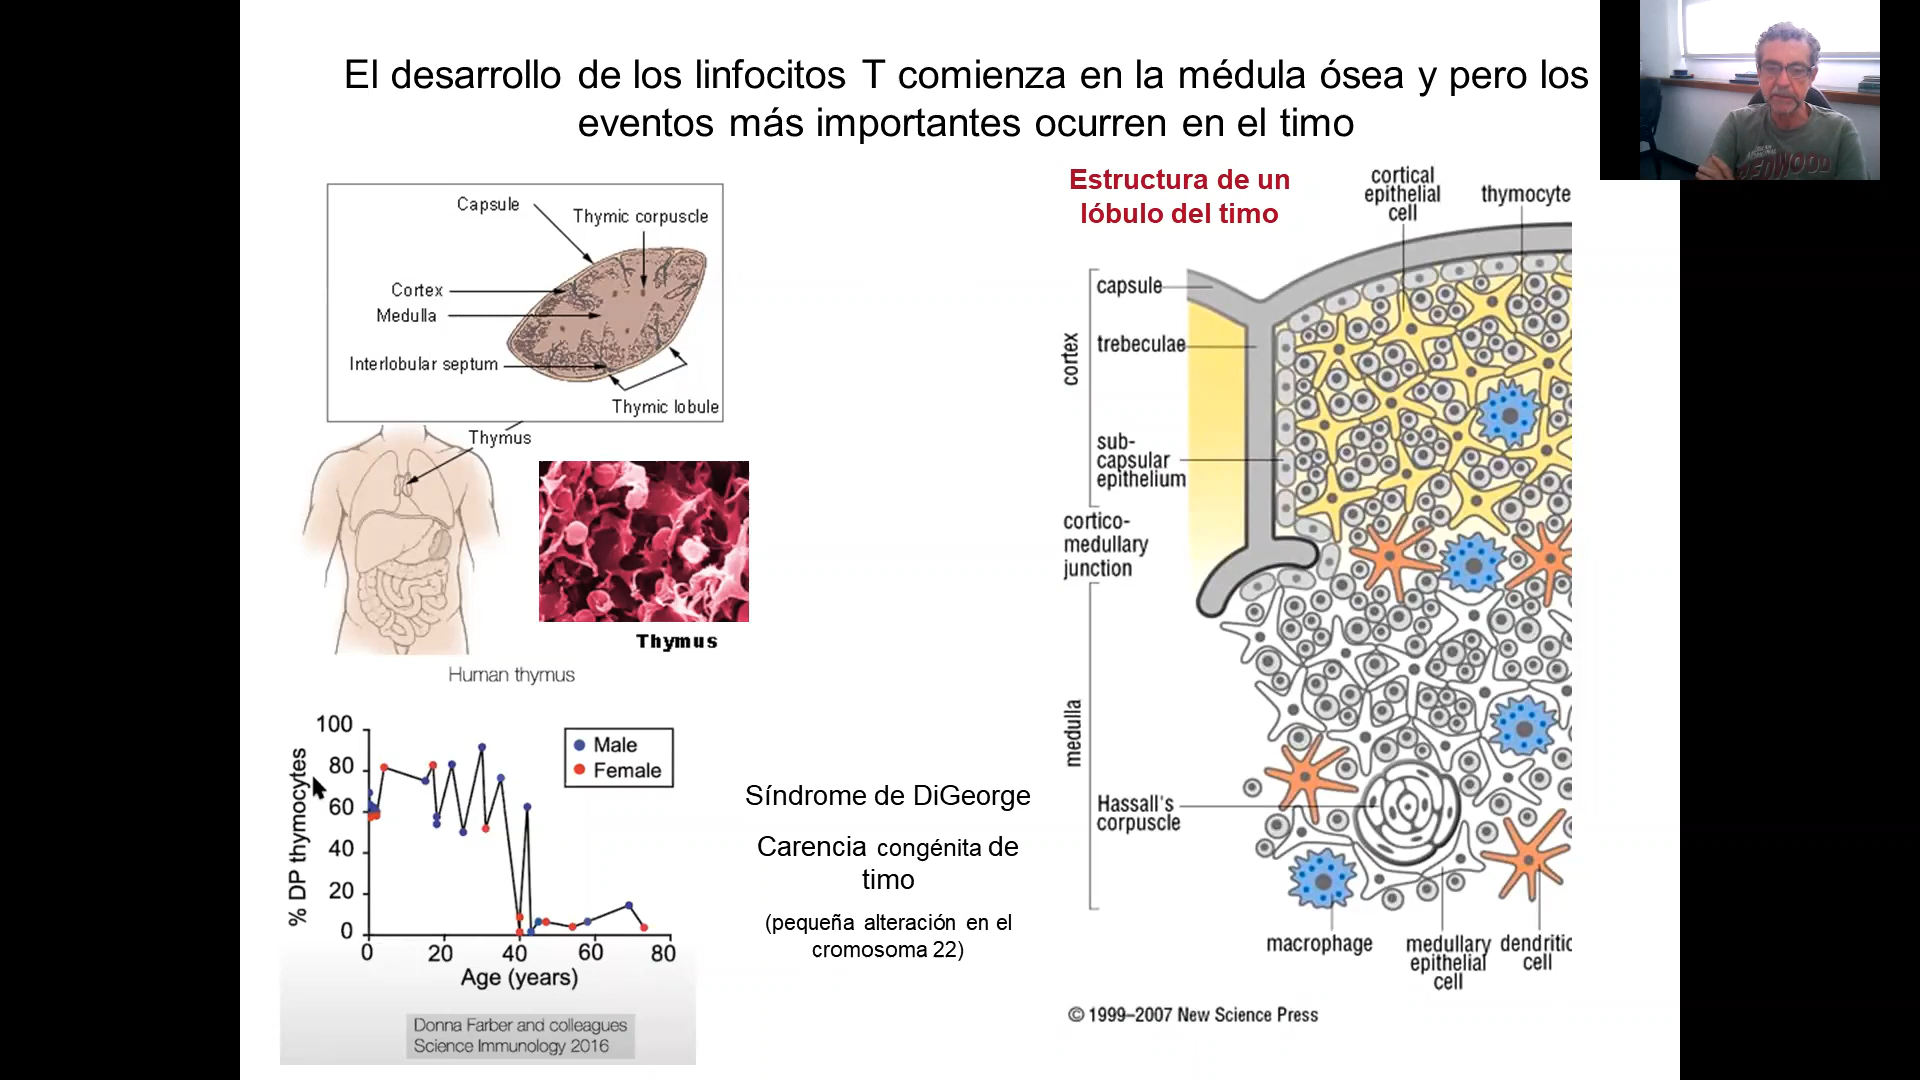 El desarrollo de los linfocitos T comienza en la médula ósea y pero los
eventos más importantes ocurren en el timo
Capsule
Thymic corpuscle
Cortex
Medulla
Interlobular septum
Thymic lobule
Thymus
Thymus
Human thymus
100
80
60
40
20
0
% DP thymocytes
Male
Female
0
20
40
60
80
Age (years)
Donna Farber and colleagues
Science Immunology 2016
Síndrome de DiGeorge
Carencia congénita de
timo
(pequeña alteración en el
cromosoma 22)
Estructura de un
lóbulo del timo
cortical
epithelial
cell
thymocyte
capsule
trebeculae
cortex
sub-
capsular
epithelium
cortico-
medullary
junction
medulla
Hassall's
corpuscle
macrophage
medullary
epithelial
cell
dendritic
cell
© 1999–2007 New Science Press
REDWOOD